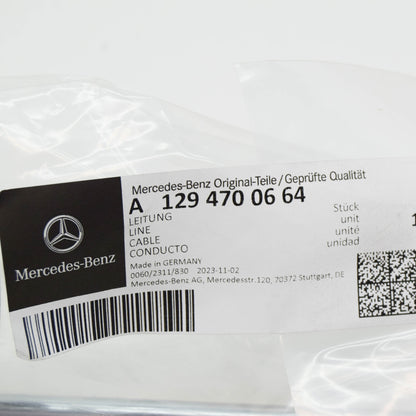 Mercedes-Benz Original-Teile/Geprüfte Qualität
A 129 470 06 64
LEITUNG
LINE
CABLE
CONDUCTO
Stück
unit
unité
unidad
1
Made in GERMANY
0060/2311/830 2023-11-02
Mercedes-Benz AG, Mercedesstr.120, 70372 Stuttgart, DE
Mercedes-Benz